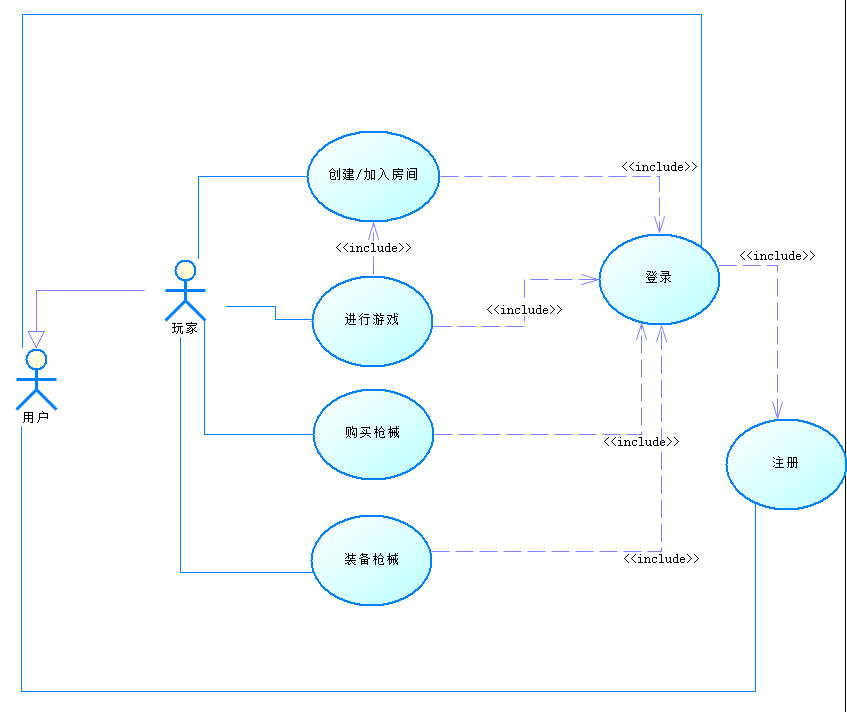 创建/加入房间
<<include>>
<<include>>
<<include>>
登录
玩家
进行游戏
<<include>>
用户
购买枪械
<<include>>
注册
装备枪械
<<include>>